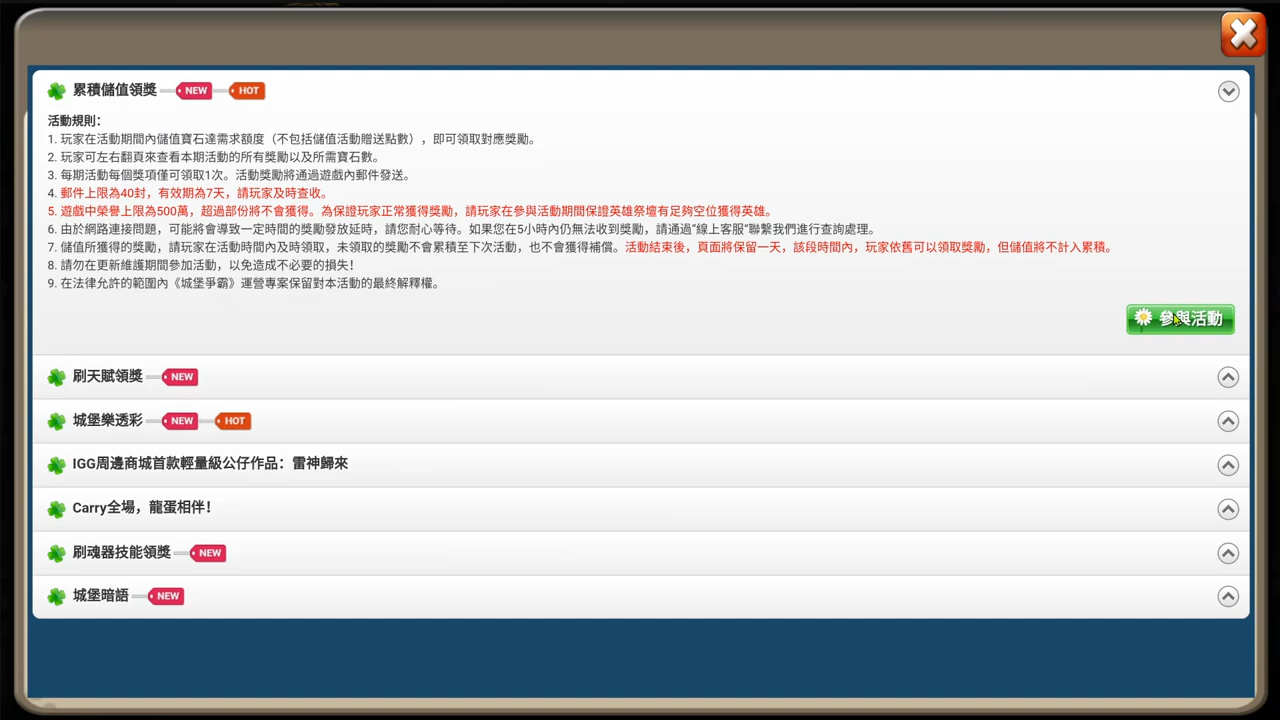 累積儲值領獎 NEW HOT
活動規則：
1. 玩家在活動期間內儲值寶石達需求額度（不包括儲值活動贈送點數），即可領取對應獎勵。
2. 玩家可左右翻頁來查看本期活動的所有獎勵以及所需寶石數。
3. 每期活動每個獎項僅可領取1次。活動獎勵將通過遊戲內郵件發送。
4. 郵件上限為40封，有效期為7天，請玩家及時查收。
5. 遊戲中榮譽上限為500萬，超過部份將不會獲得。為保證玩家正常獲得獎勵，請玩家在參與活動期間保證英雄祭壇有足夠空位獲得英雄。
6. 由於網路連接問題，可能將會導致一定時間的獎勵發放延時，請您耐心等待。如果您在5小時內仍無法收到獎勵，請通過“線上客服”聯繫我們進行查詢處理。
7. 儲值所獲得的獎勵，請玩家在活動時間內及時領取，未領取的獎勵不會累積至下次活動，也不會獲得補償。活動結束後，頁面將保留一天，該段時間內，玩家依舊可以領取獎勵，但儲值將不計入累積。
8. 請勿在更新維護期間參加活動，以免造成不必要的損失！
9. 在法律允許的範圍內《城堡爭霸》運營專案保留對本活動的最終解釋權。
參與活動
刷天賦領獎 NEW
城堡樂透彩 NEW HOT
IGG周邊商城首款輕量級公仔作品：雷神歸來
Carry全場，龍蛋相伴！
刷魂器技能領獎 NEW
城堡暗語 NEW